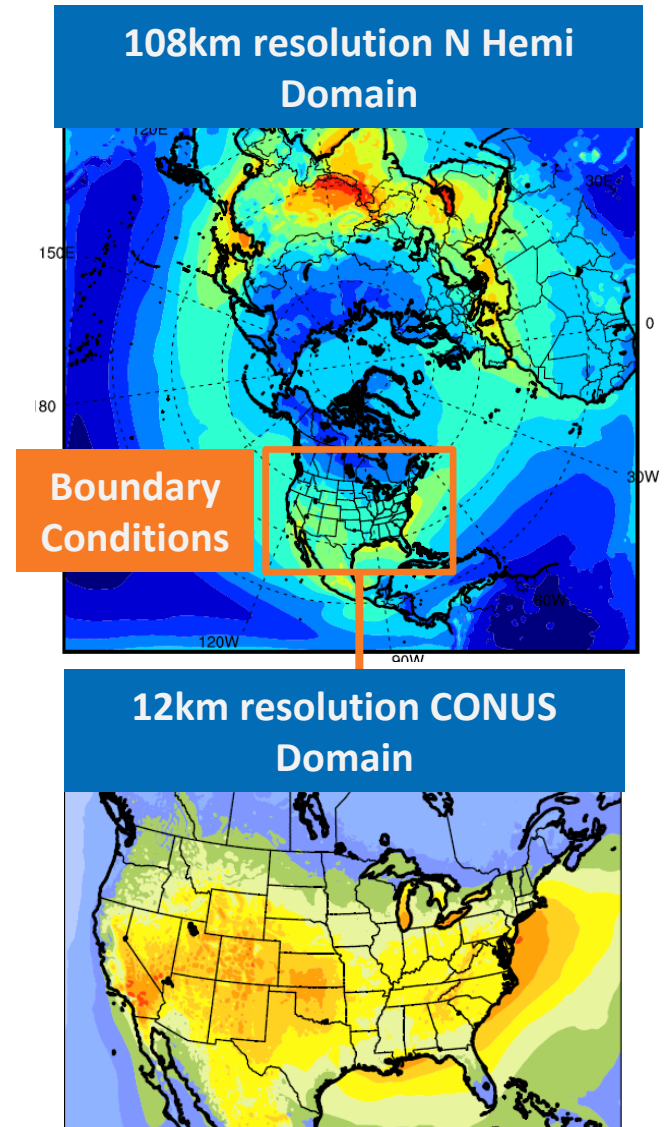 108km resolution N Hemi
Domain
120E
30E
150E
0
180
30W
Boundary
Conditions
60W
120W
90W
12km resolution CONUS
Domain